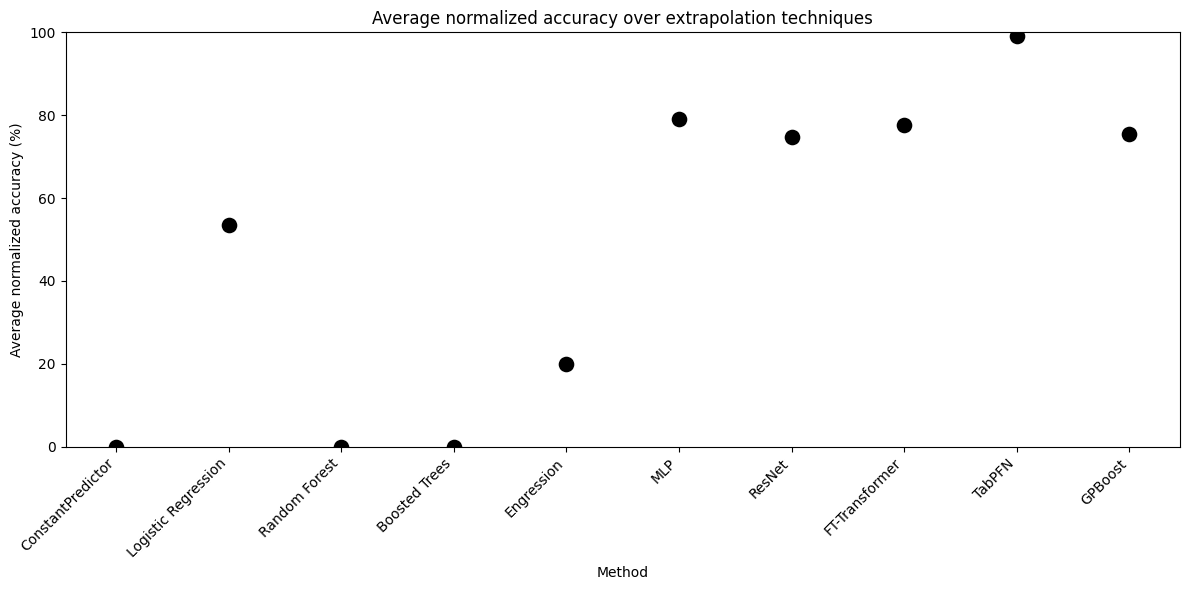 Average normalized accuracy over extrapolation techniques
100
80
60
40
20
0
Average normalized accuracy (%)
ConstantPredictor
Logistic Regression
Random Forest
Boosted Trees
Engression
MLP
ResNet
FT-Transformer
TabPFN
GPBoost
Method